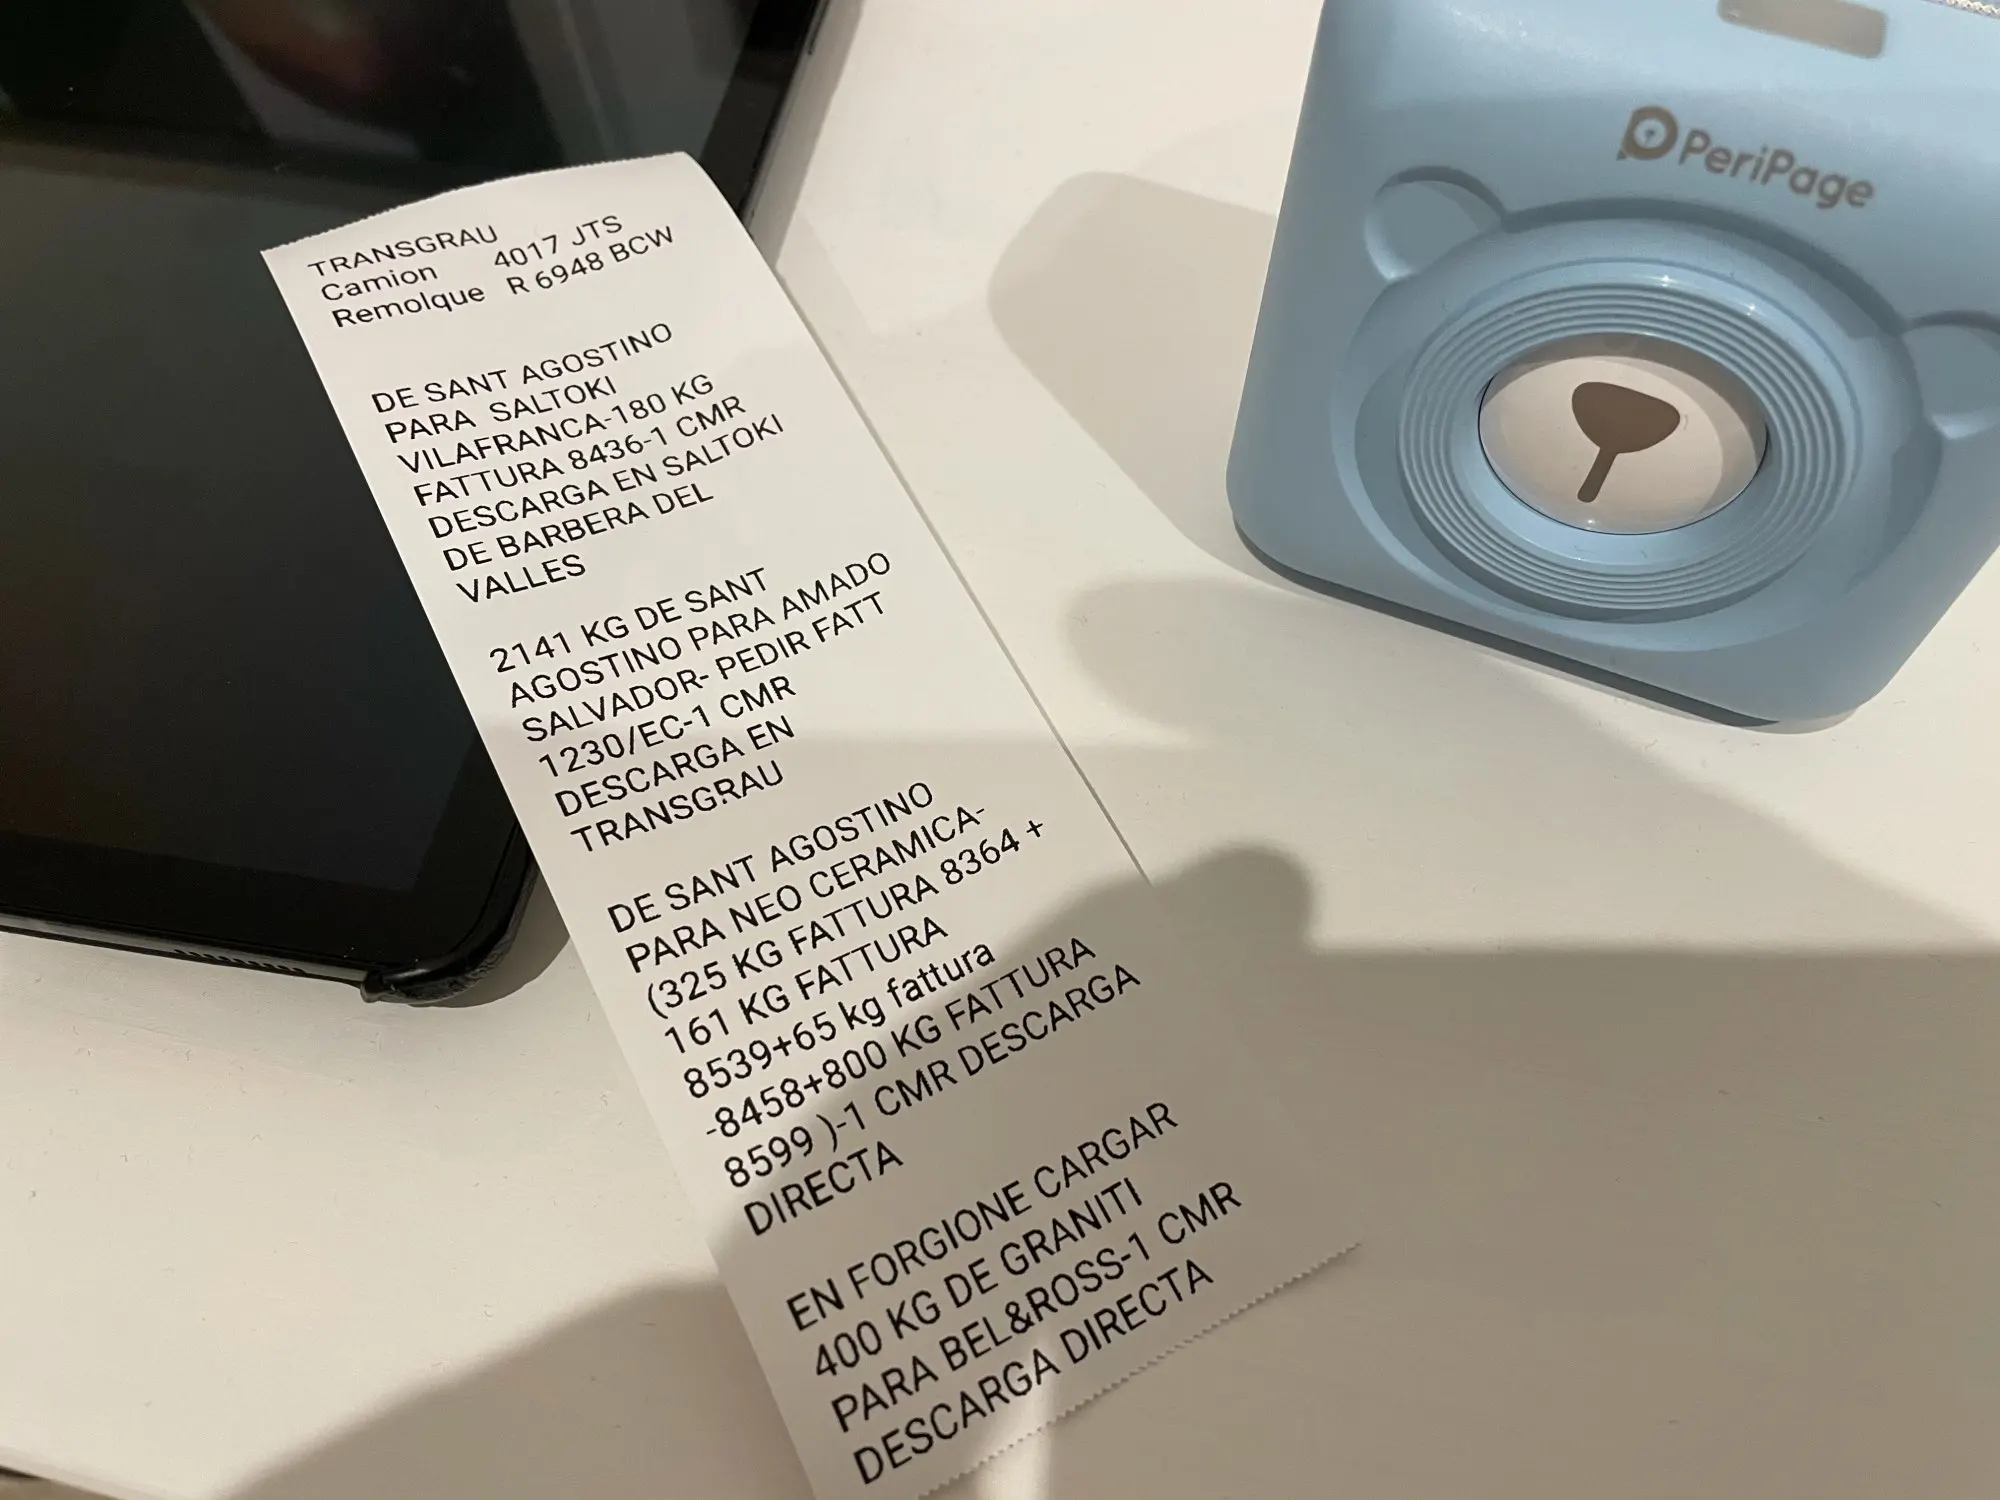 TRANSGRAU
Camion 4017 JTS
Remolque R 6948 BCW
DE SANT AGOSTINO
PARA SALTOKI
VILAFRANCA-180 KG
FATTURA 8436-1 CMR
DESCARGA EN SALTOKI
DE BARBERA DEL
VALLES
2141 KG DE SANT
AGOSTINO PARA AMADO
SALVADOR- PEDIR FATT
1230/EC-1 CMR
DESCARGA EN
TRANSGRAU
DE SANT AGOSTINO
PARA NEO CERAMICA-
(325 KG FATTURA 8364 +
161 KG FATTURA
8539+65 kg fattura
-8458+800 KG FATTURA
8599 )-1 CMR DESCARGA
DIRECTA
EN FORGIONE CARGAR
400 KG DE GRANITI
PARA BEL&ROSS-1 CMR
DESCARGA DIRECTA
PeriPage